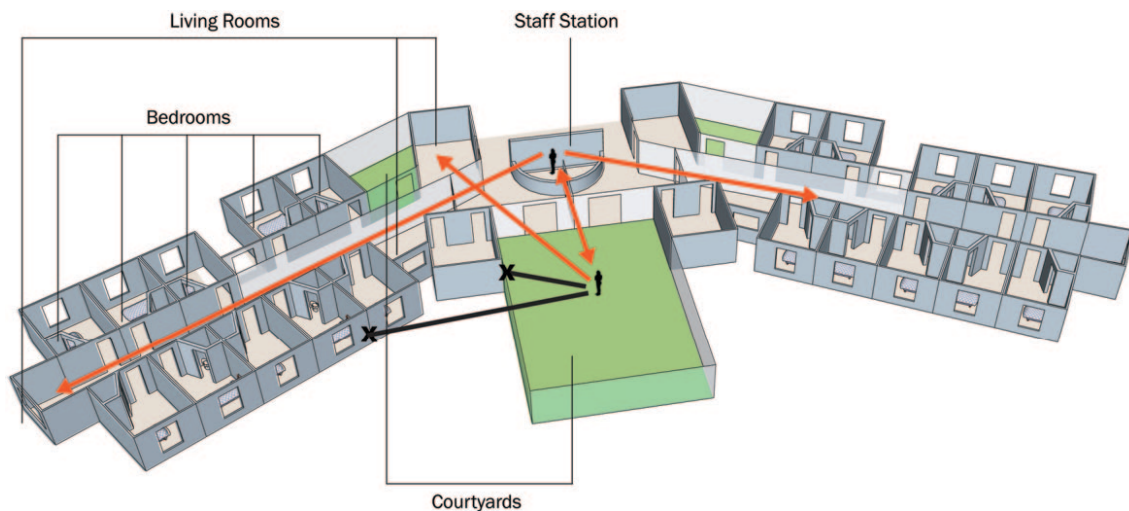 Living Rooms
Staff Station
Bedrooms
X
X
Courtyards